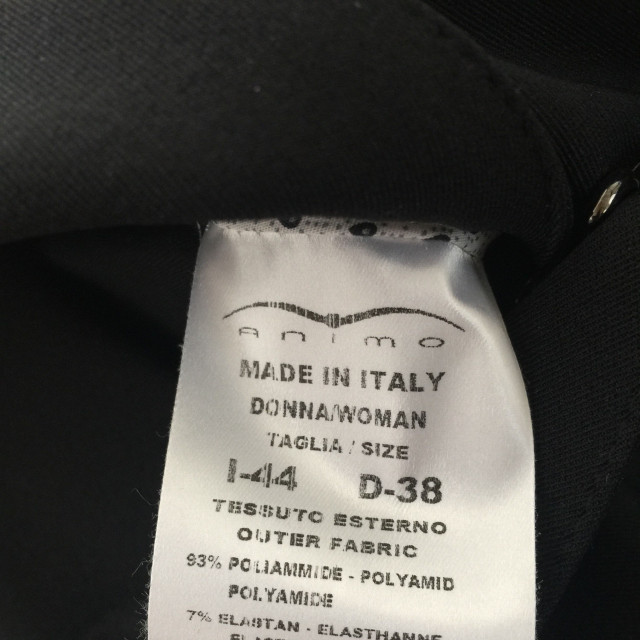 Animo
MADE IN ITALY
DONNA/WOMAN
TAGLIA / SIZE
I-44 D-38
TESSUTO ESTERNO
OUTER FABRIC
93% POLIAMMIDE - POLYAMID
POLYAMIDE
7% ELASTAN - ELASTHANNE